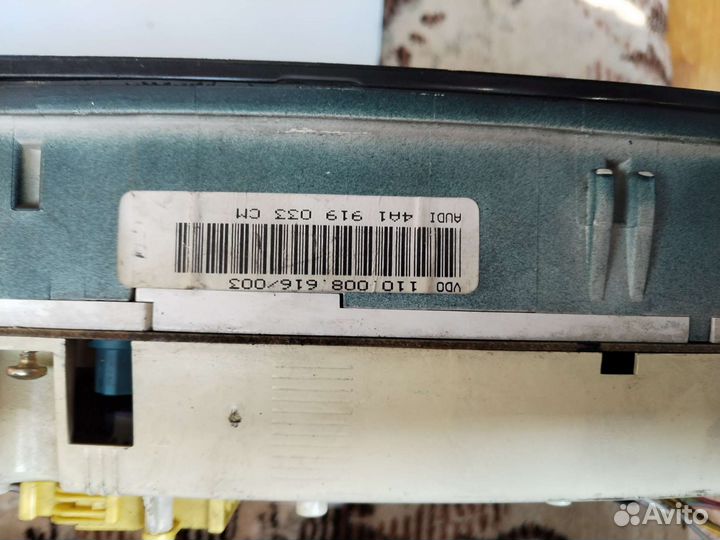 VDO 110.008.616/003
AUDI 4A1 919 033 CM
Avito